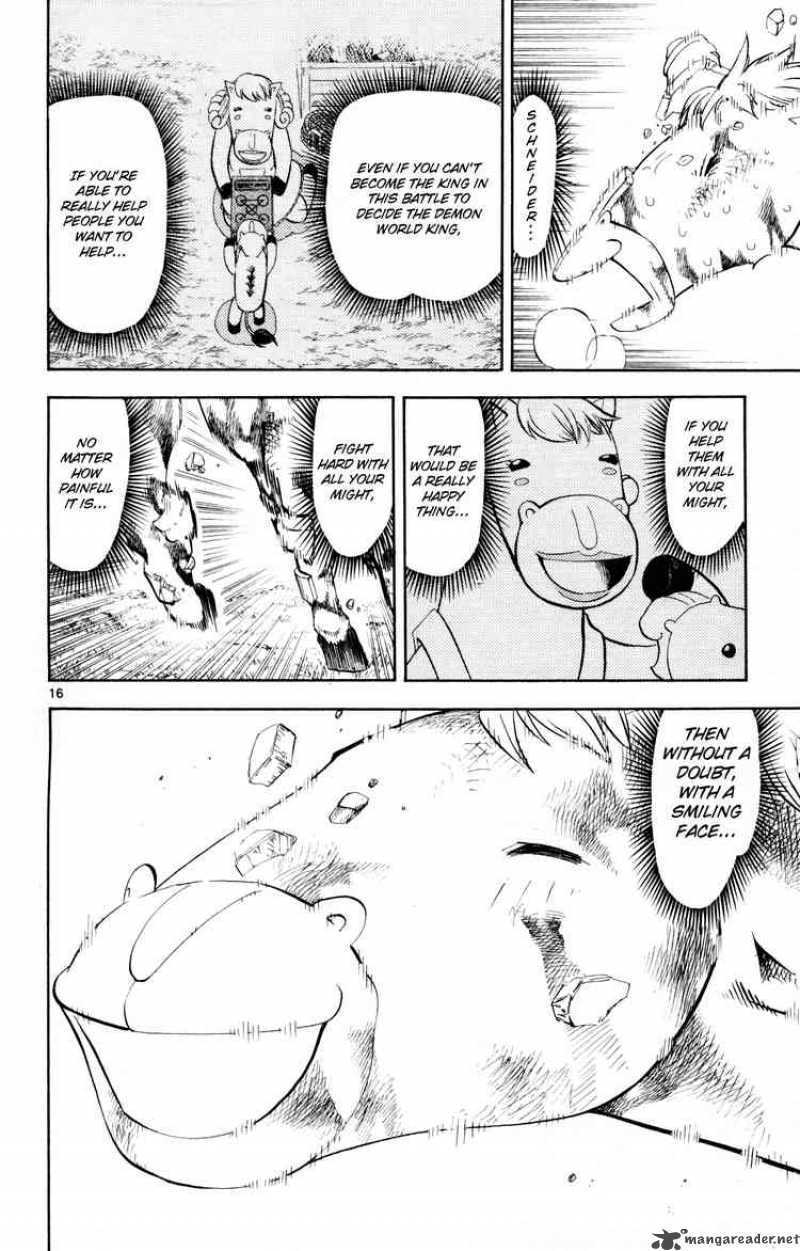 S
C
H
N
E
I
D
E
R
...
EVEN IF YOU CAN'T
BECOME THE KING IN
THIS BATTLE TO
DECIDE THE DEMON
WORLD KING,
IF YOU'RE
ABLE TO
REALLY HELP
PEOPLE YOU
WANT TO
HELP...
IF YOU
HELP
THEM WITH
ALL YOUR
MIGHT,
THAT
WOULD BE
A REALLY
HAPPY
THING...
FIGHT
HARD WITH
ALL YOUR
MIGHT,
NO
MATTER
HOW
PAINFUL
IT IS...
16
THEN
WITHOUT A
DOUBT,
WITH A
SMILING
FACE...
mangareader.net